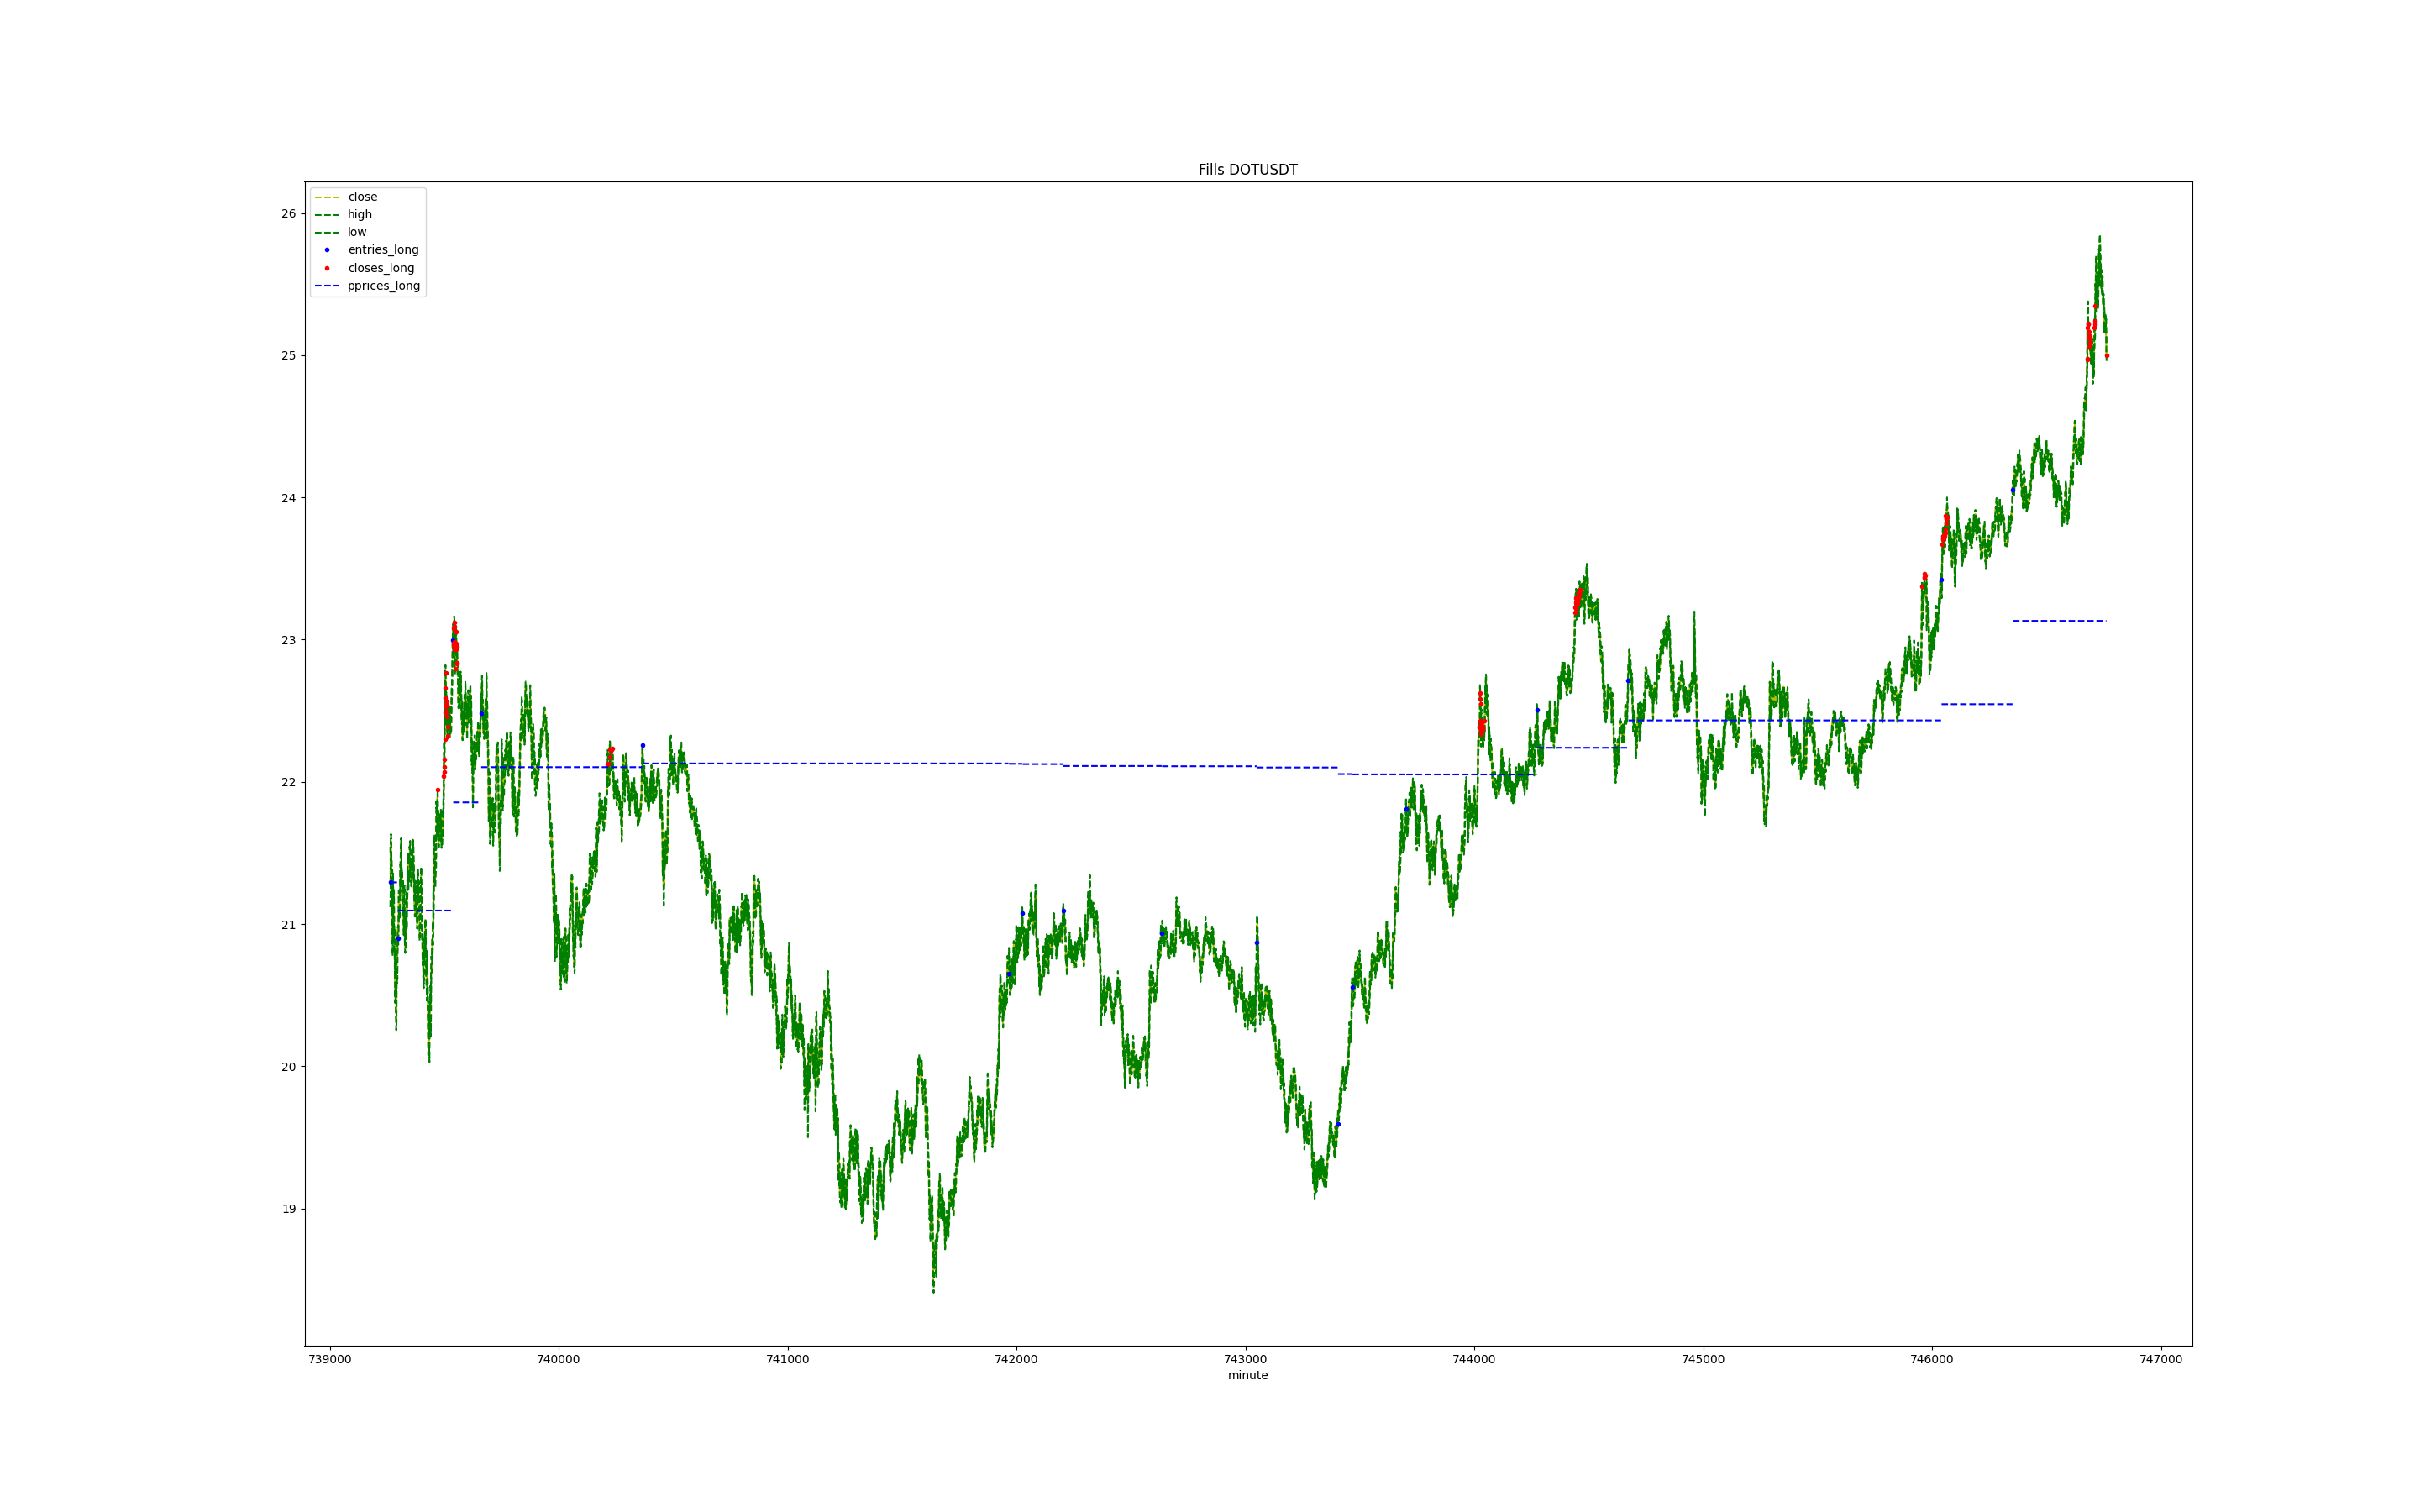 Fills DOTUSDT
close
high
low
entries_long
closes_long
pprices_long
26
25
24
23
22
21
20
19
739000 740000 741000 742000 743000 744000 745000 746000 747000
minute